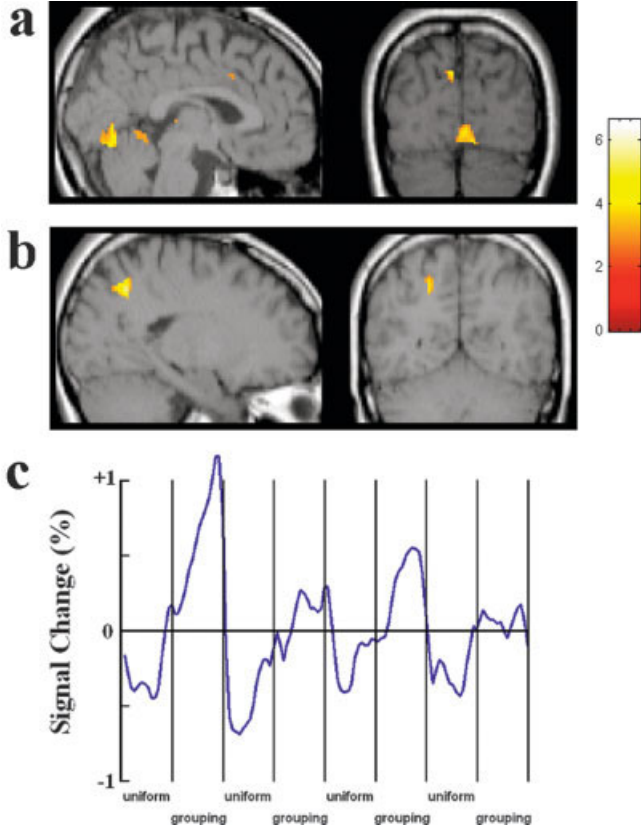 a
6
4
2
0
b
c
+1
Signal Change (%)
0
-1
uniform uniform uniform uniform
grouping grouping grouping grouping